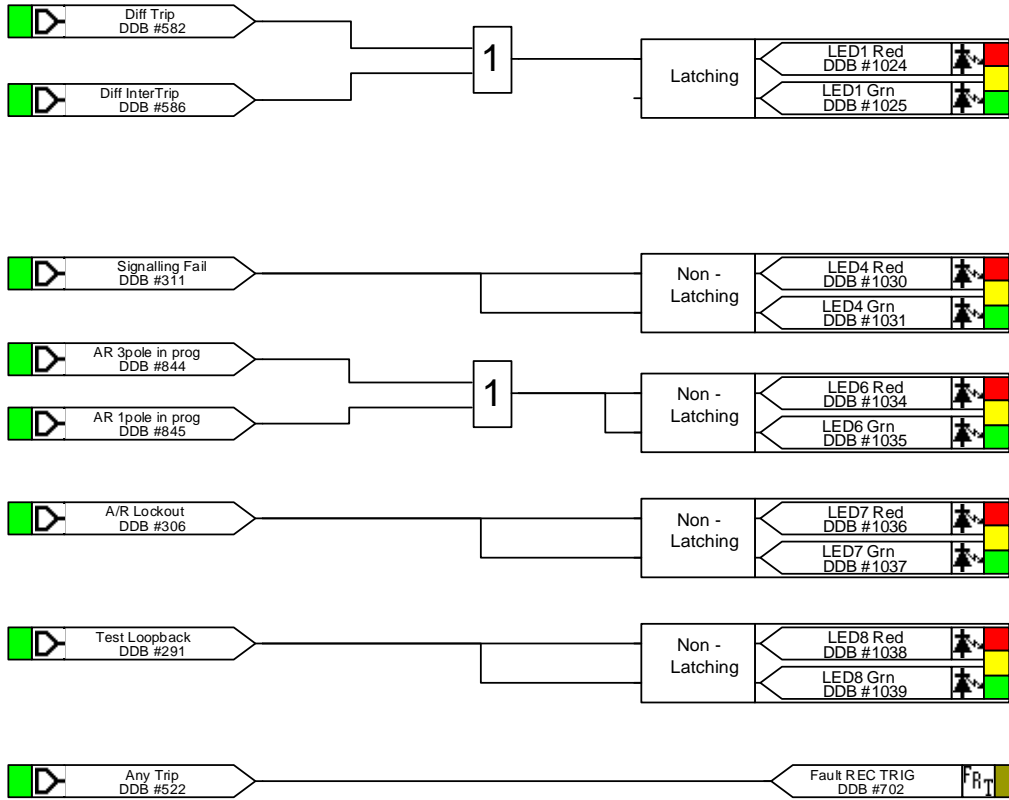 Diff Trip
DDB #582
Diff InterTrip
DDB #586
1
Latching
LED1 Red
DDB #1024
LED1 Grn
DDB #1025
Signalling Fail
DDB #311
Non -
Latching
LED4 Red
DDB #1030
LED4 Grn
DDB #1031
AR 3pole in prog
DDB #844
AR 1pole in prog
DDB #845
1
Non -
Latching
LED6 Red
DDB #1034
LED6 Grn
DDB #1035
A/R Lockout
DDB #306
Non -
Latching
LED7 Red
DDB #1036
LED7 Grn
DDB #1037
Test Loopback
DDB #291
Non -
Latching
LED8 Red
DDB #1038
LED8 Grn
DDB #1039
Any Trip
DDB #522
Fault REC TRIG
DDB #702
FRT